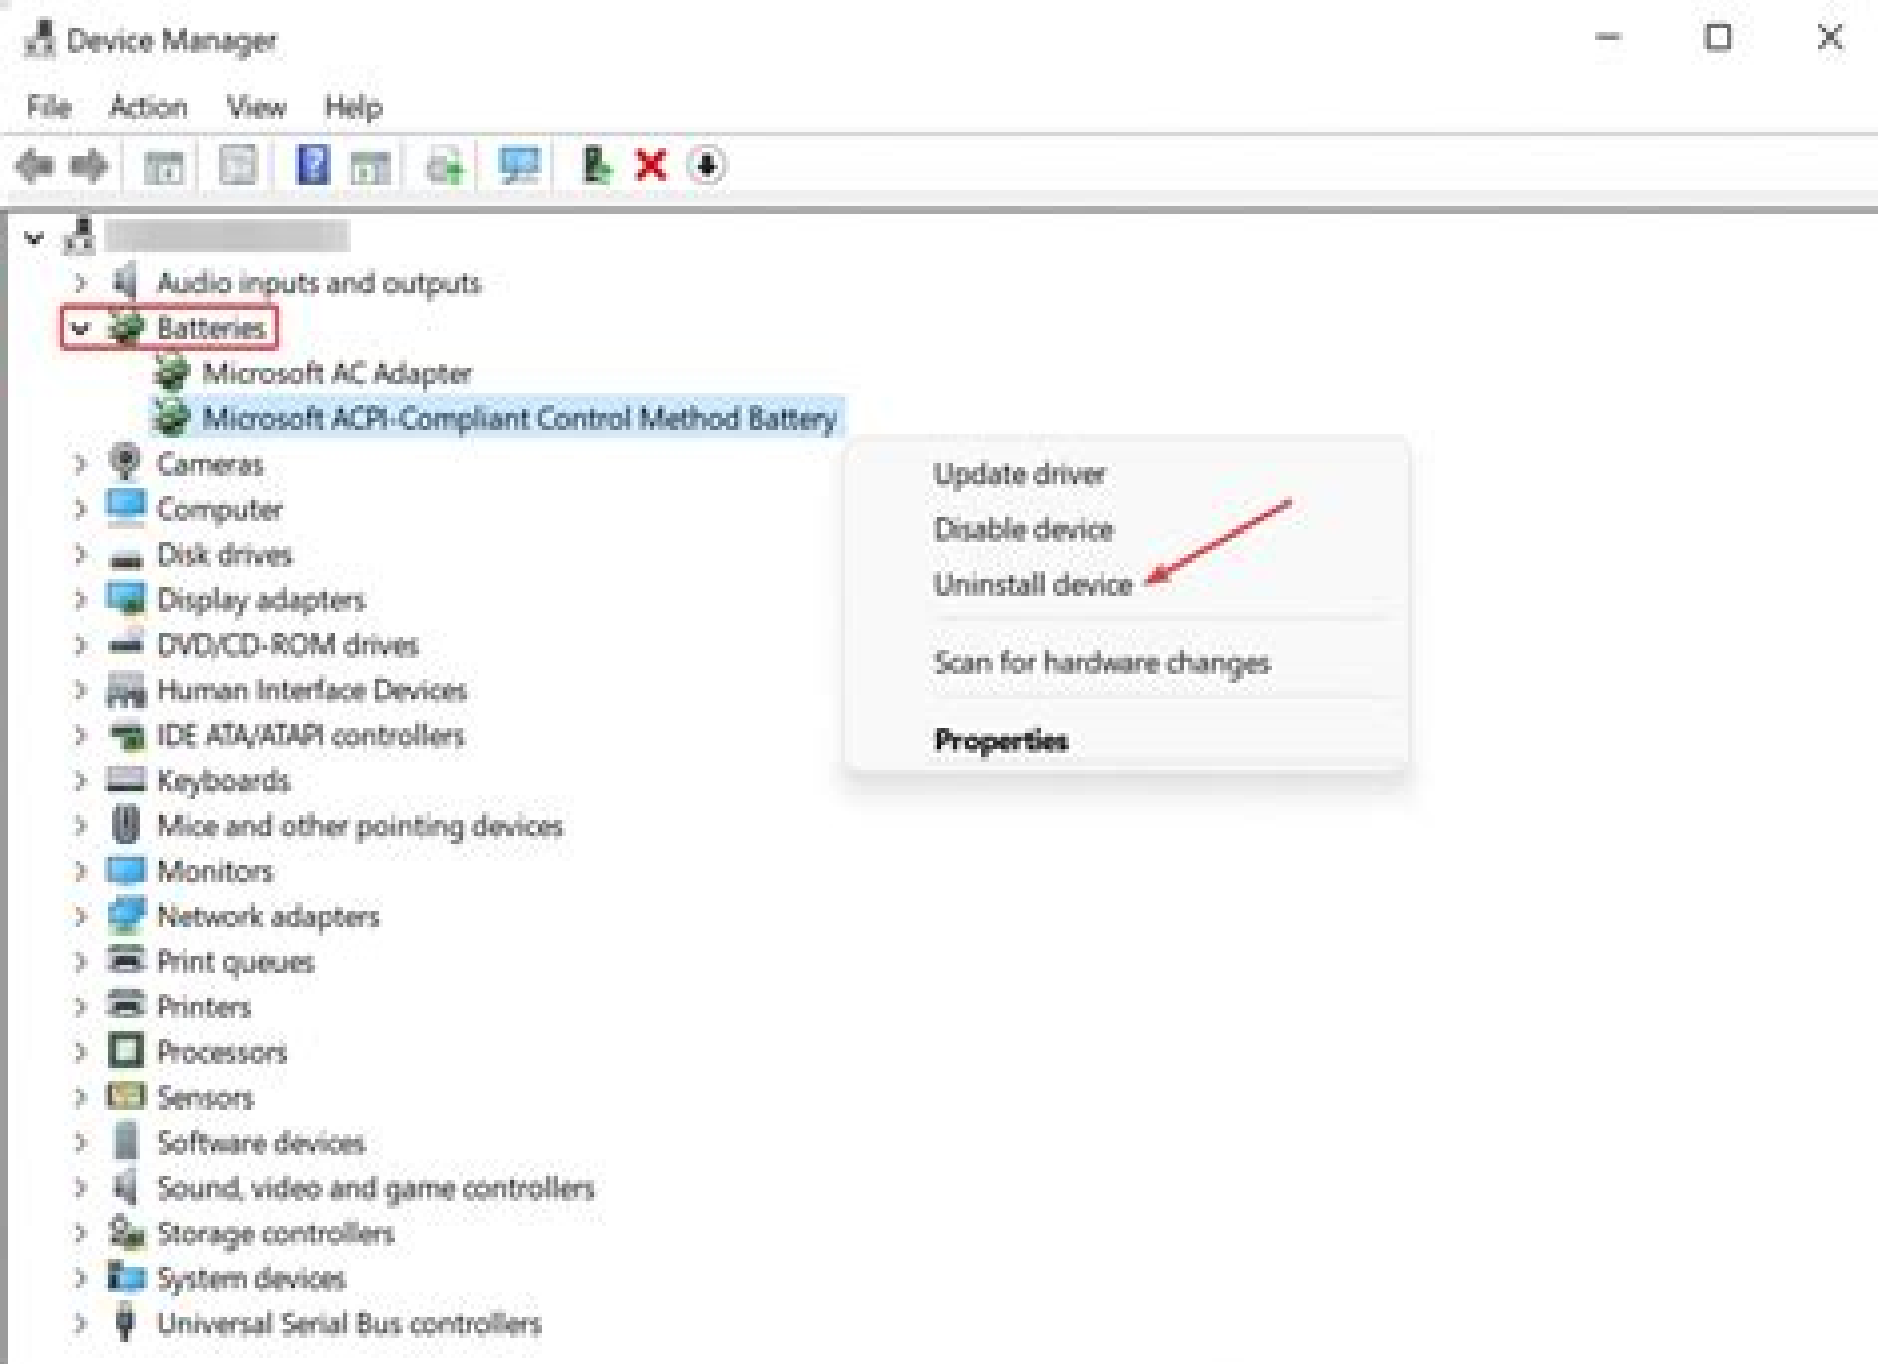 Device Manager
File Action View Help
Audio inputs and outputs
Batteries
Microsoft AC Adapter
Microsoft ACPI-Compliant Control Method Battery
Cameras
Computer
Disk drives
Display adapters
DVD/CD-ROM drives
Human Interface Devices
IDE ATA/ATAPI controllers
Keyboards
Mice and other pointing devices
Monitors
Network adapters
Print queues
Printers
Processors
Sensors
Software devices
Sound, video and game controllers
Storage controllers
System devices
Universal Serial Bus controllers
Update driver
Disable device
Uninstall device
Scan for hardware changes
Properties